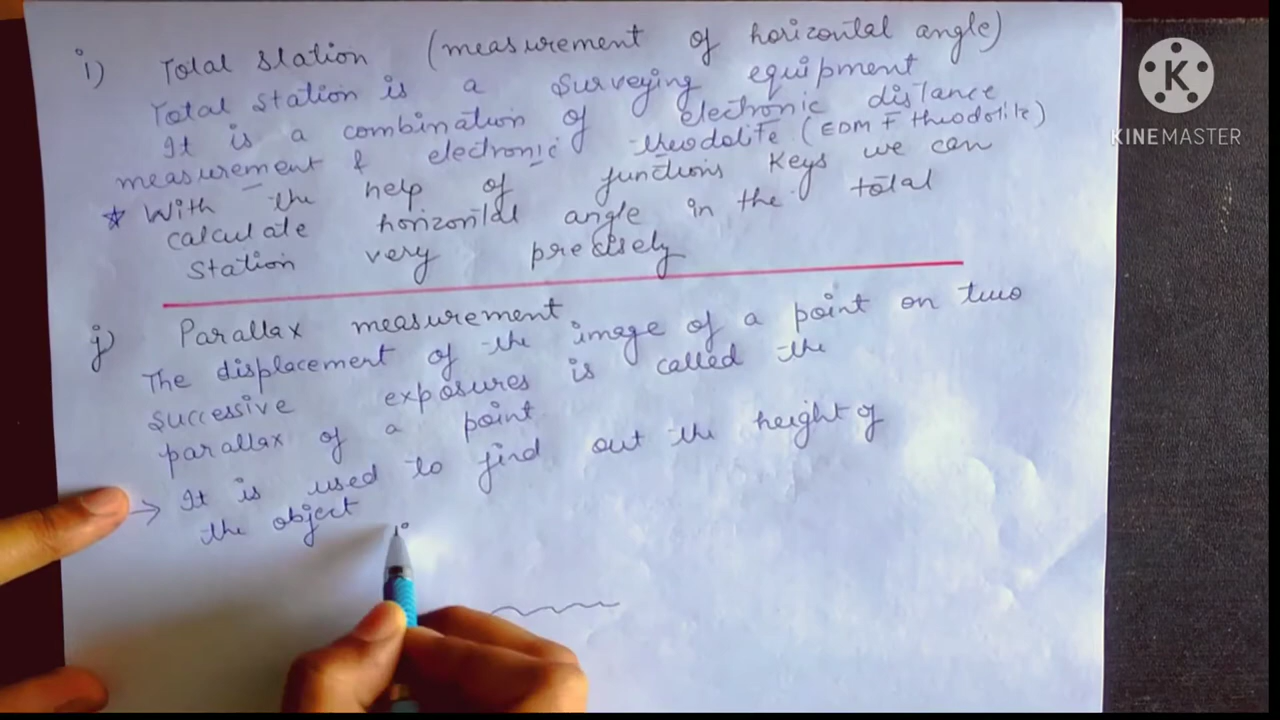 i) Total Station (measurement of horizontal angle)
Total Station is a Surveying equipment
It is a combination of electronic distance
measurement & electronic theodolite (EDM + theodolite)
☆ With the help of functions Keys we can
calculate horizontal angle in the total
Station very precisely
j) Parallax measurement
The displacement of the image of a point on two
Successive exposures is called the
parallax of a point
→ It is used to find out the height of
the object
K
KINEMASTER